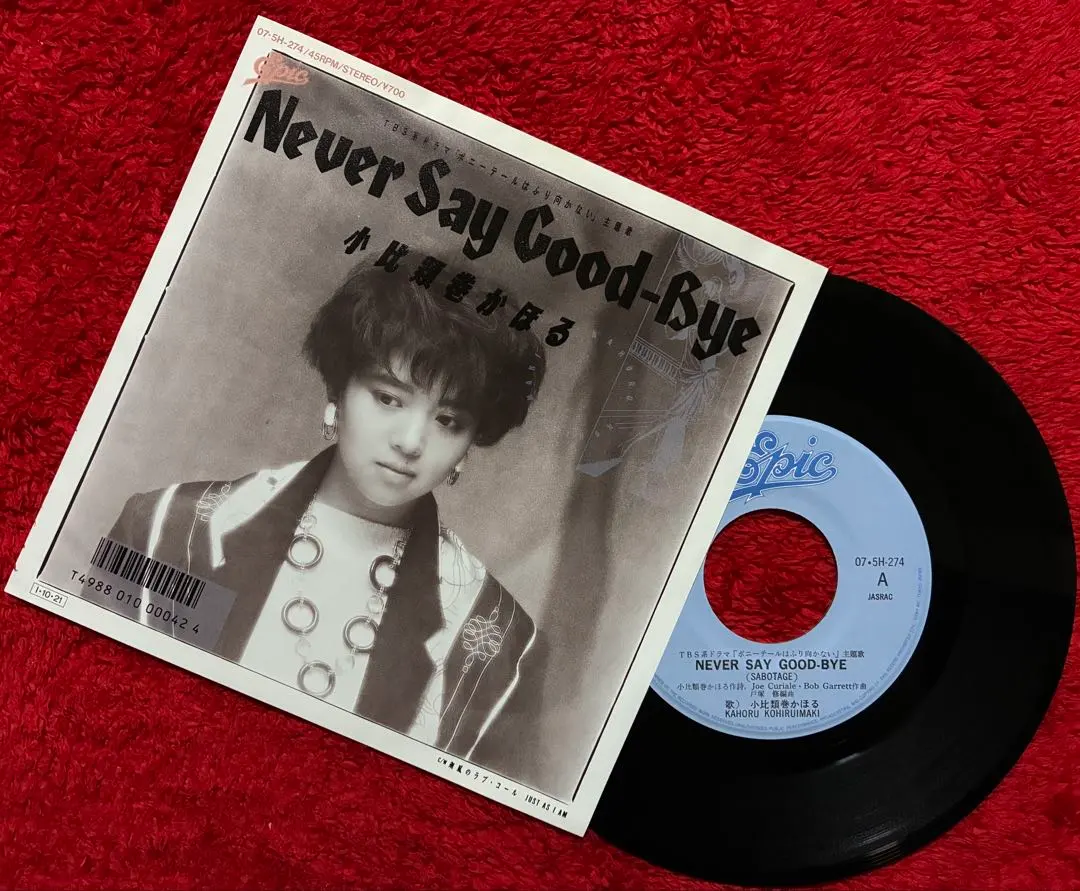 07・5H-274/45RPM/STEREO/¥700
Epic
TBS系ドラマ「ポニーテールはふり向かない」主題歌
Never Say Good-Bye
小比類巻かほる
KAHORU
T4988 010 00042 4
1・10・21
c/w 熱風のラブ・コール JUST AS I AM
Epic
07・5H-274
A
JASRAC
TBS系ドラマ「ポニーテールはふり向かない」主題歌
NEVER SAY GOOD-BYE
(SABOTAGE)
小比類巻かほる作詩, Joe Curiale・Bob Garrett作曲
戸塚 修編曲
歌) 小比類巻かほる
KAHORU KOHIRUIMAKI